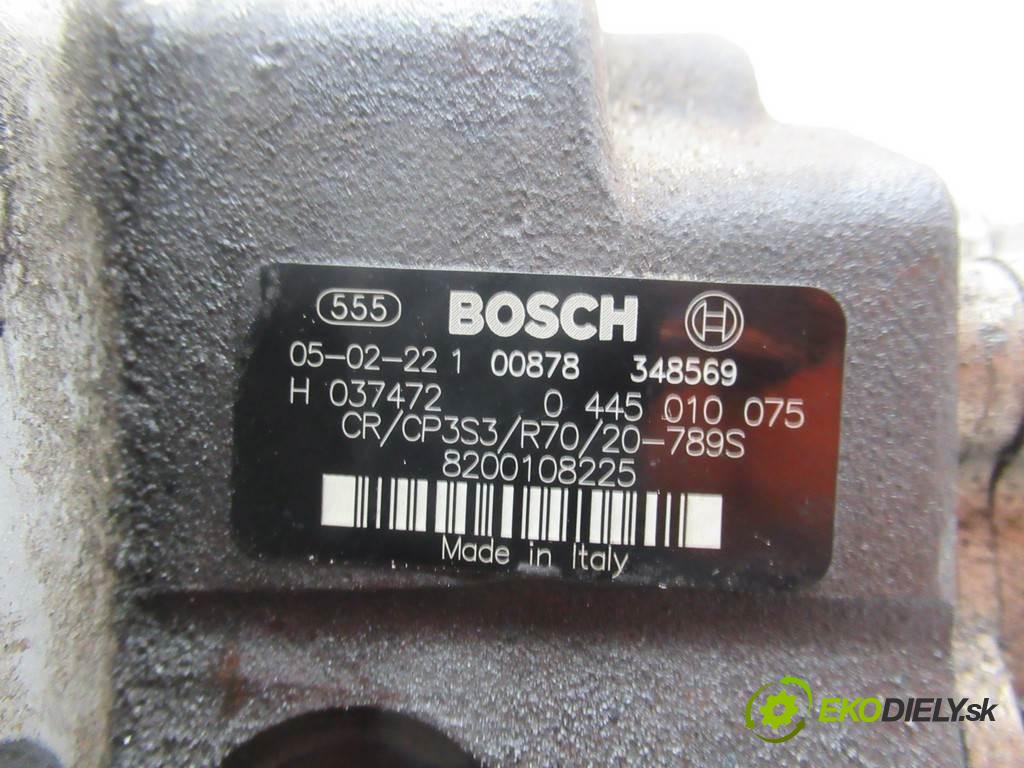 555 BOSCH
05-02-22 1 00878 348569
H 037472 0 445 010 075
CR/CP3S3/R70/20-789S
8200108225
Made in Italy
EKODIELY.sk